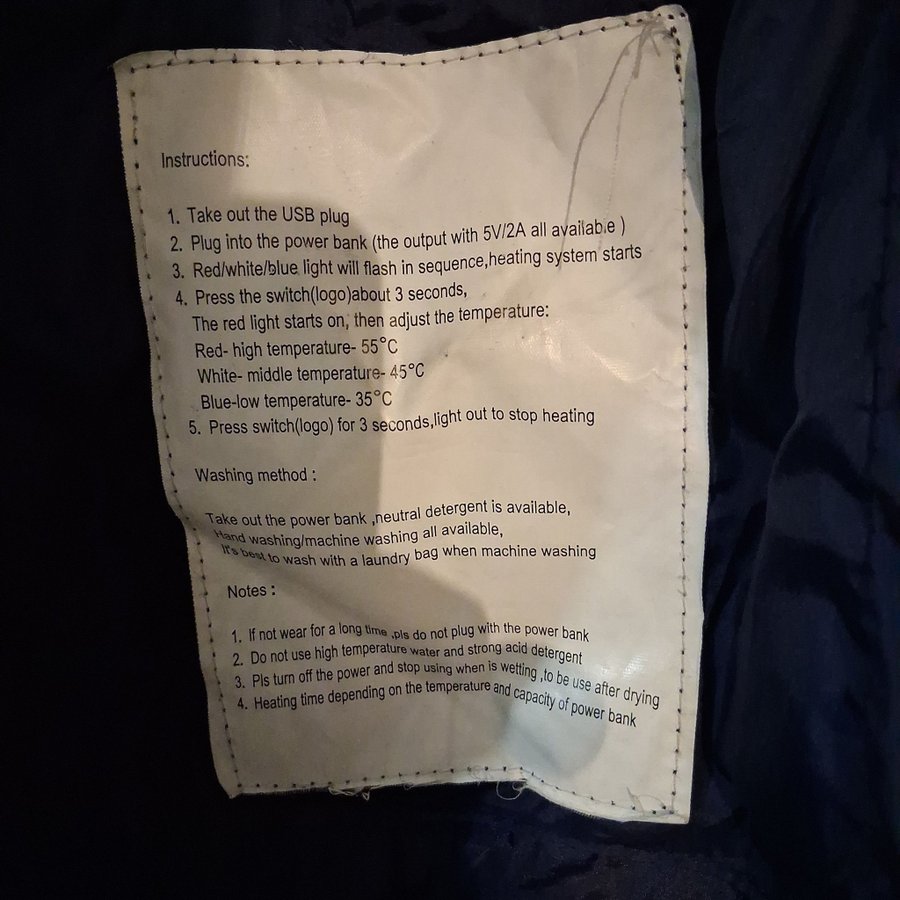 Instructions:
1. Take out the USB plug
2. Plug into the power bank (the output with 5V/2A all available )
3. Red/white/blue light will flash in sequence,heating system starts
4. Press the switch(logo)about 3 seconds,
The red light starts on, then adjust the temperature:
Red- high temperature- 55°C
White- middle temperature- 45°C
Blue-low temperature- 35°C
5. Press switch(logo) for 3 seconds,light out to stop heating
Washing method :
Take out the power bank ,neutral detergent is available,
Hand washing/machine washing all available,
It's best to wash with a laundry bag when machine washing
Notes :
1. If not wear for a long time ,pls do not plug with the power bank
2. Do not use high temperature water and strong acid detergent
3. Pls turn off the power and stop using when is wetting ,to be use after drying
4. Heating time depending on the temperature and capacity of power bank